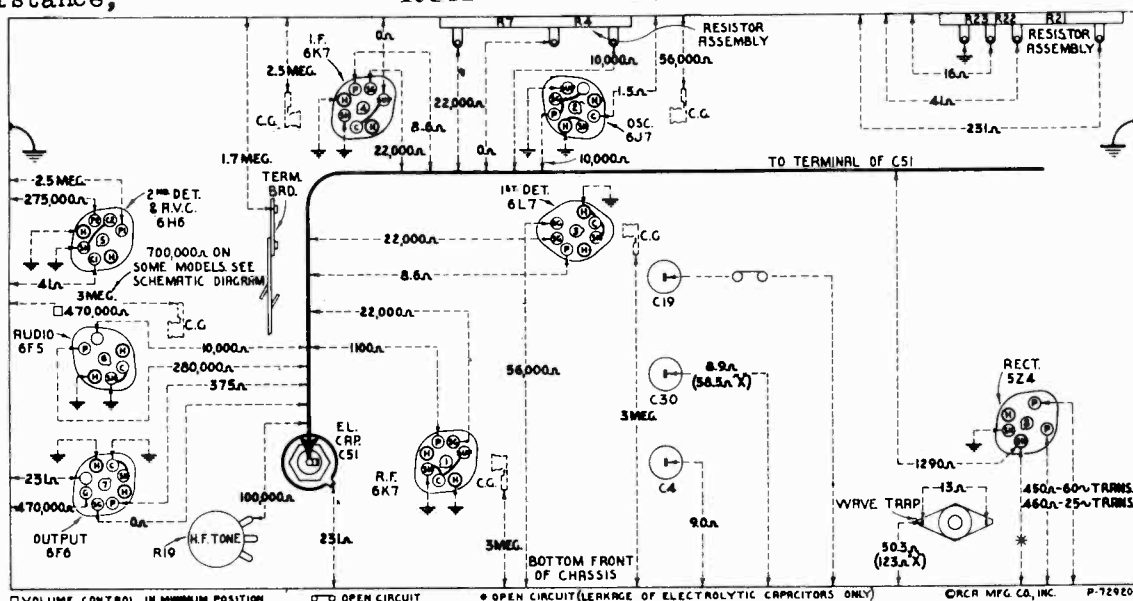 istance,
R7
R4
RESISTOR
ASSEMBLY
R23 R22 R21
RESISTOR
ASSEMBLY
I.F.
6K7
0Ω
2.5 MEG.
C.G.
22,000Ω
8.6Ω
22,000Ω
0Ω
10,000Ω
56,000Ω
1.5Ω
OSC.
6J7
C.G.
10,000Ω
16Ω
41Ω
231Ω
TO TERMINAL OF C51
1.7 MEG.
TERM.
BRD.
2.5 MEG.
275,000Ω
2ND DET.
& A.V.C.
6H6
41Ω
700,000Ω ON
SOME MODELS. SEE
SCHEMATIC DIAGRAM
1ST DET.
6L7
C.G.
22,000Ω
8.6Ω
3 MEG.
□470,000Ω
C.G.
AUDIO
6F5
22,000Ω
10,000Ω
1100Ω
280,000Ω
375Ω
C19
C30
C4
56,000Ω
3 MEG.
8.9Ω
(58.5Ω X)
RECT.
5Z4
EL.
CAP.
C51
R.F.
6K7
C.G.
3 MEG.
9.0Ω
1290Ω
231Ω
470,000Ω
0Ω
OUTPUT
6F6
R19
H.F. TONE
100,000Ω
231Ω
WAVE TRAP
13Ω
50.3Ω
(123Ω X)
450Ω-60~TRANS.
460Ω-25~TRANS.
*
BOTTOM FRONT
OF CHASSIS
□ VOLUME CONTROL IN MINIMUM POSITION
OPEN CIRCUIT
* OPEN CIRCUIT (LEAKAGE OF ELECTROLYTIC CAPACITORS ONLY)
©RCA MFG. CO., INC.
P-72920